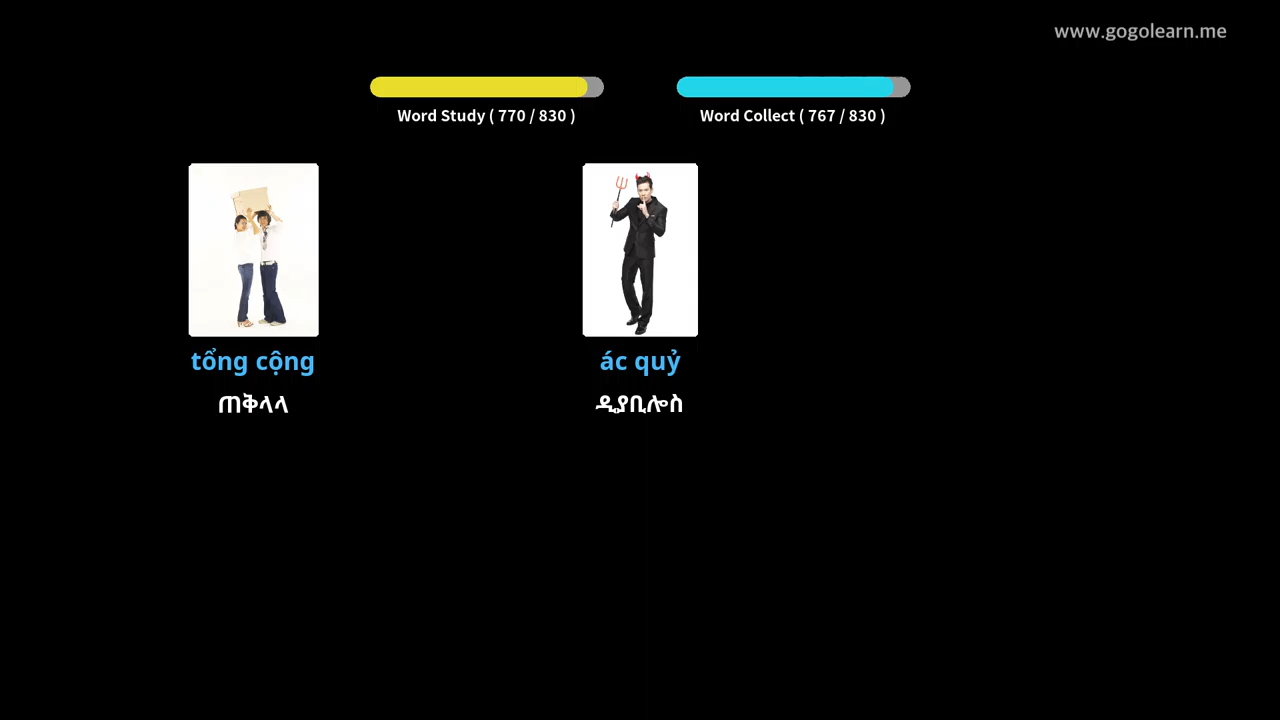 www.gogolearn.me
Word Study ( 770 / 830 )
Word Collect ( 767 / 830 )
tổng cộng
ጠቅላላ
ác quỷ
ዲያቢሎስ